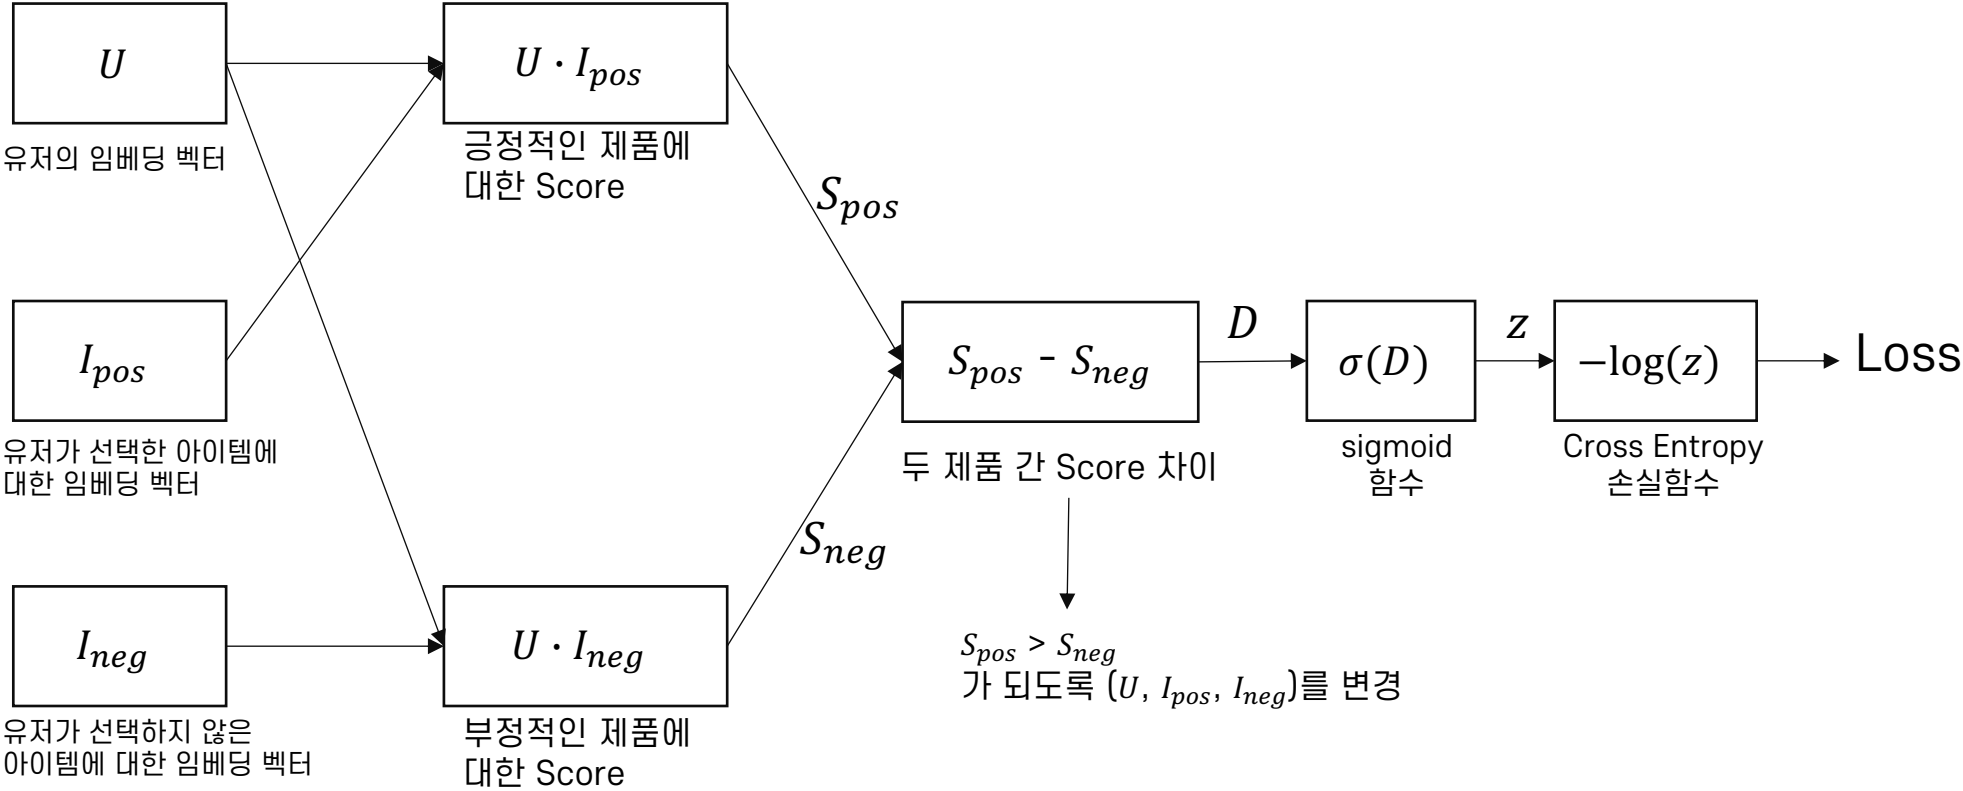 U
유저의 임베딩 벡터
I_pos
유저가 선택한 아이템에
대한 임베딩 벡터
I_neg
유저가 선택하지 않은
아이템에 대한 임베딩 벡터
U · I_pos
긍정적인 제품에
대한 Score
U · I_neg
부정적인 제품에
대한 Score
S_pos
S_neg
S_pos - S_neg
두 제품 간 Score 차이
S_pos > S_neg
가 되도록 (U, I_pos, I_neg)를 변경
D
σ(D)
sigmoid
함수
z
−log(z)
Cross Entropy
손실함수
Loss